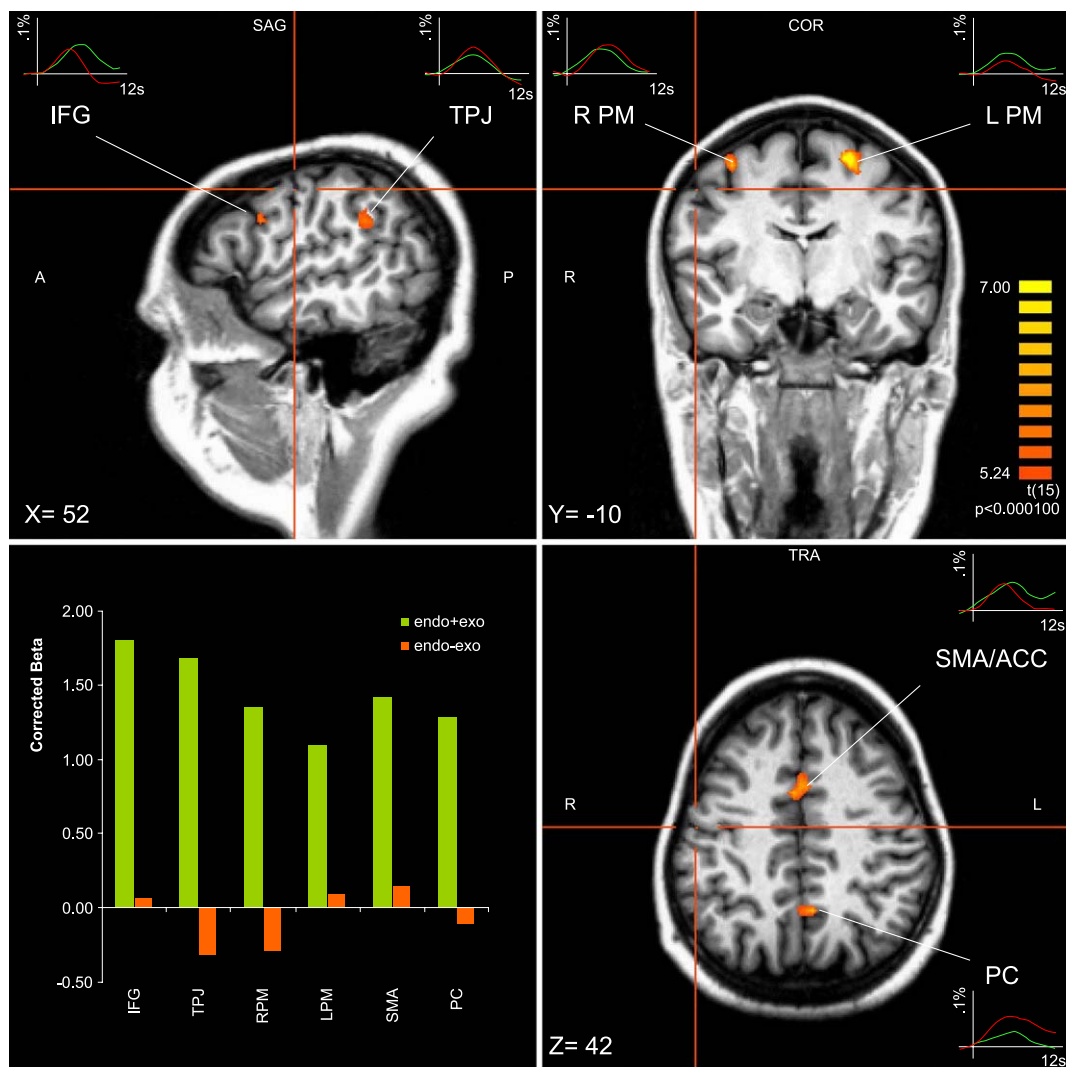 .1%
SAG
.1%
12s
12s
IFG
TPJ
A
P
X= 52
.1%
COR
.1%
12s
12s
R PM
L PM
R
7.00
5.24
t(15)
p<0.000100
Y= -10
2.00
1.50
1.00
0.50
0.00
-0.50
Corrected Beta
endo+exo
endo-exo
IFG
TPJ
RPM
LPM
SMA
PC
TRA
.1%
12s
SMA/ACC
R
L
PC
.1%
12s
Z= 42